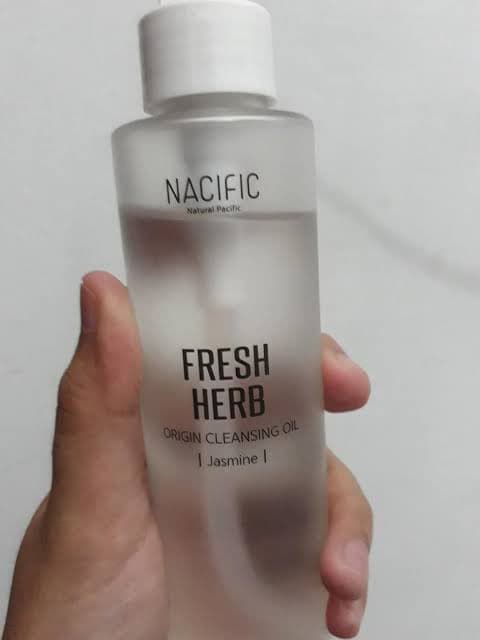 NACIFIC
Natural Pacific
FRESH
HERB
ORIGIN CLEANSING OIL
| Jasmine |